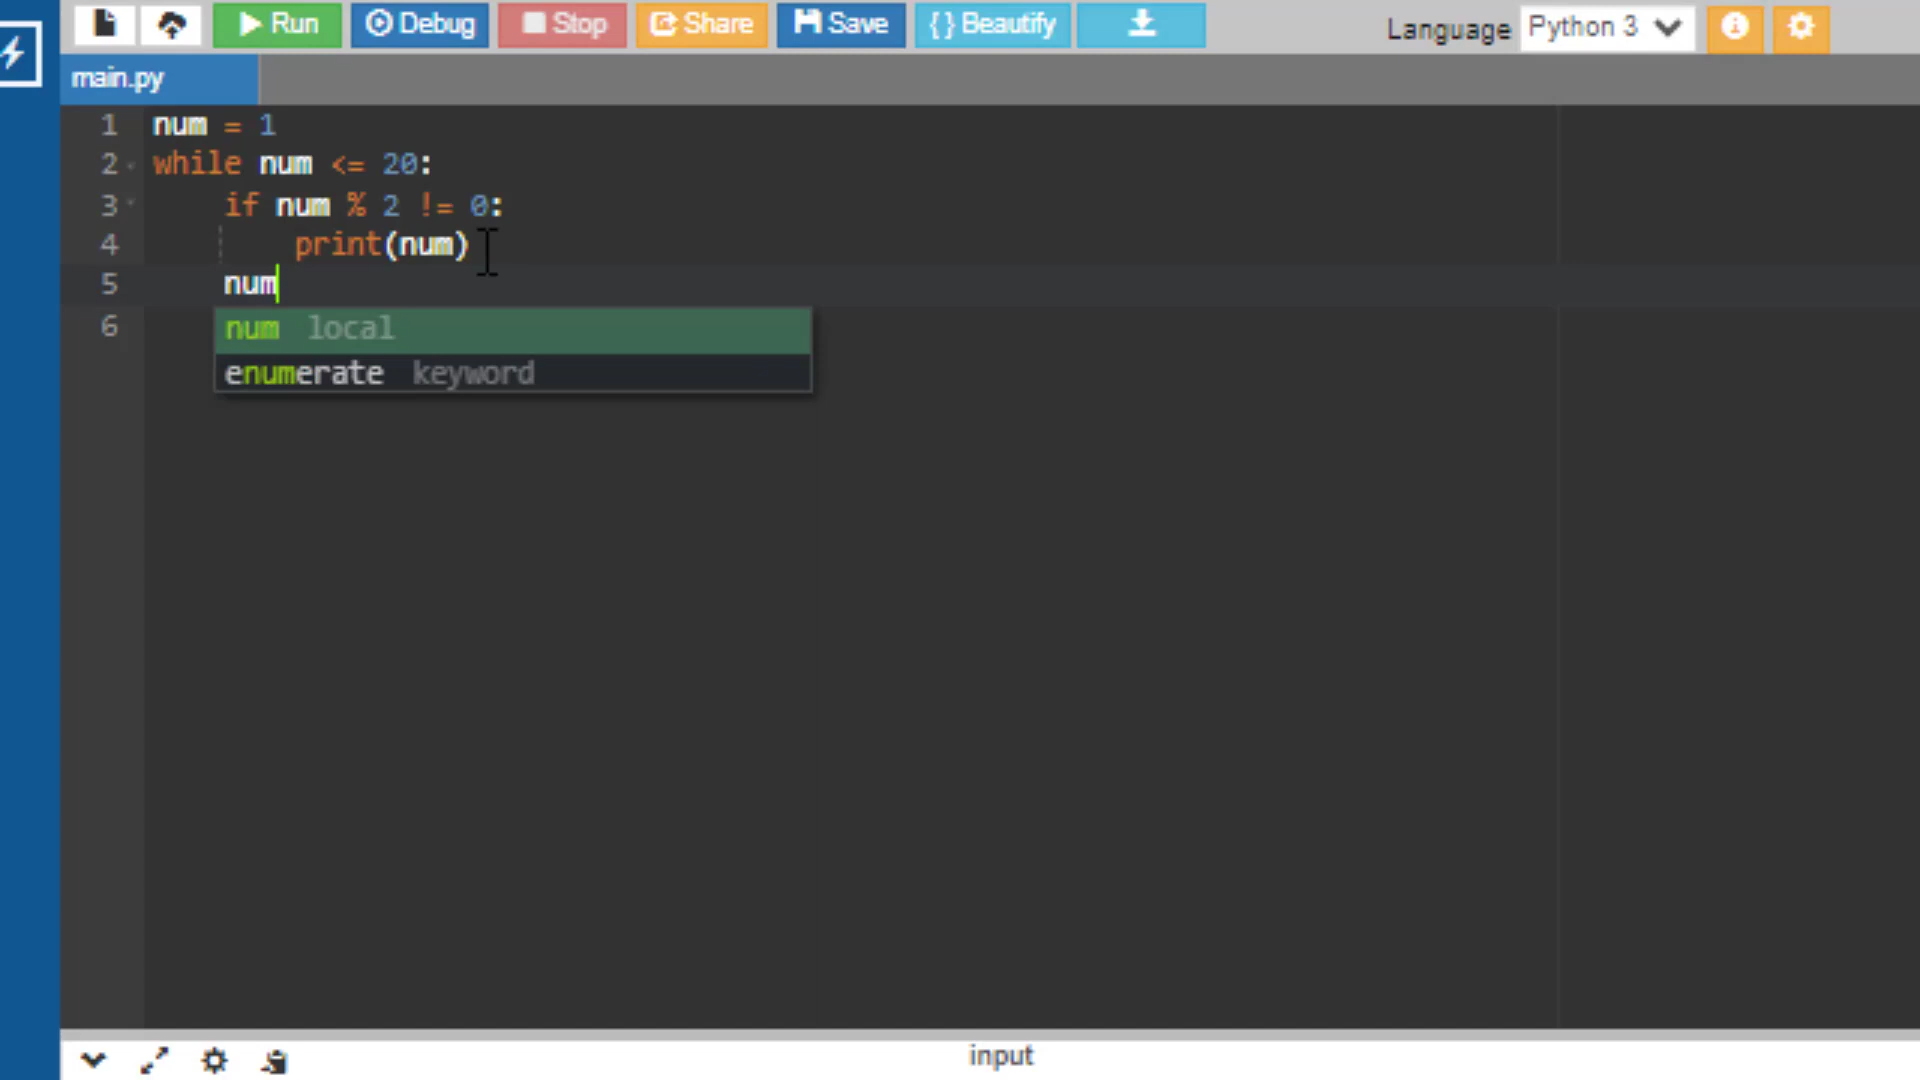 Run Debug Stop Share Save { } Beautify Language Python 3
main.py
1 num = 1
2 while num <= 20:
3 if num % 2 != 0:
4 print(num)
5 num
6
num local
enumerate keyword
input